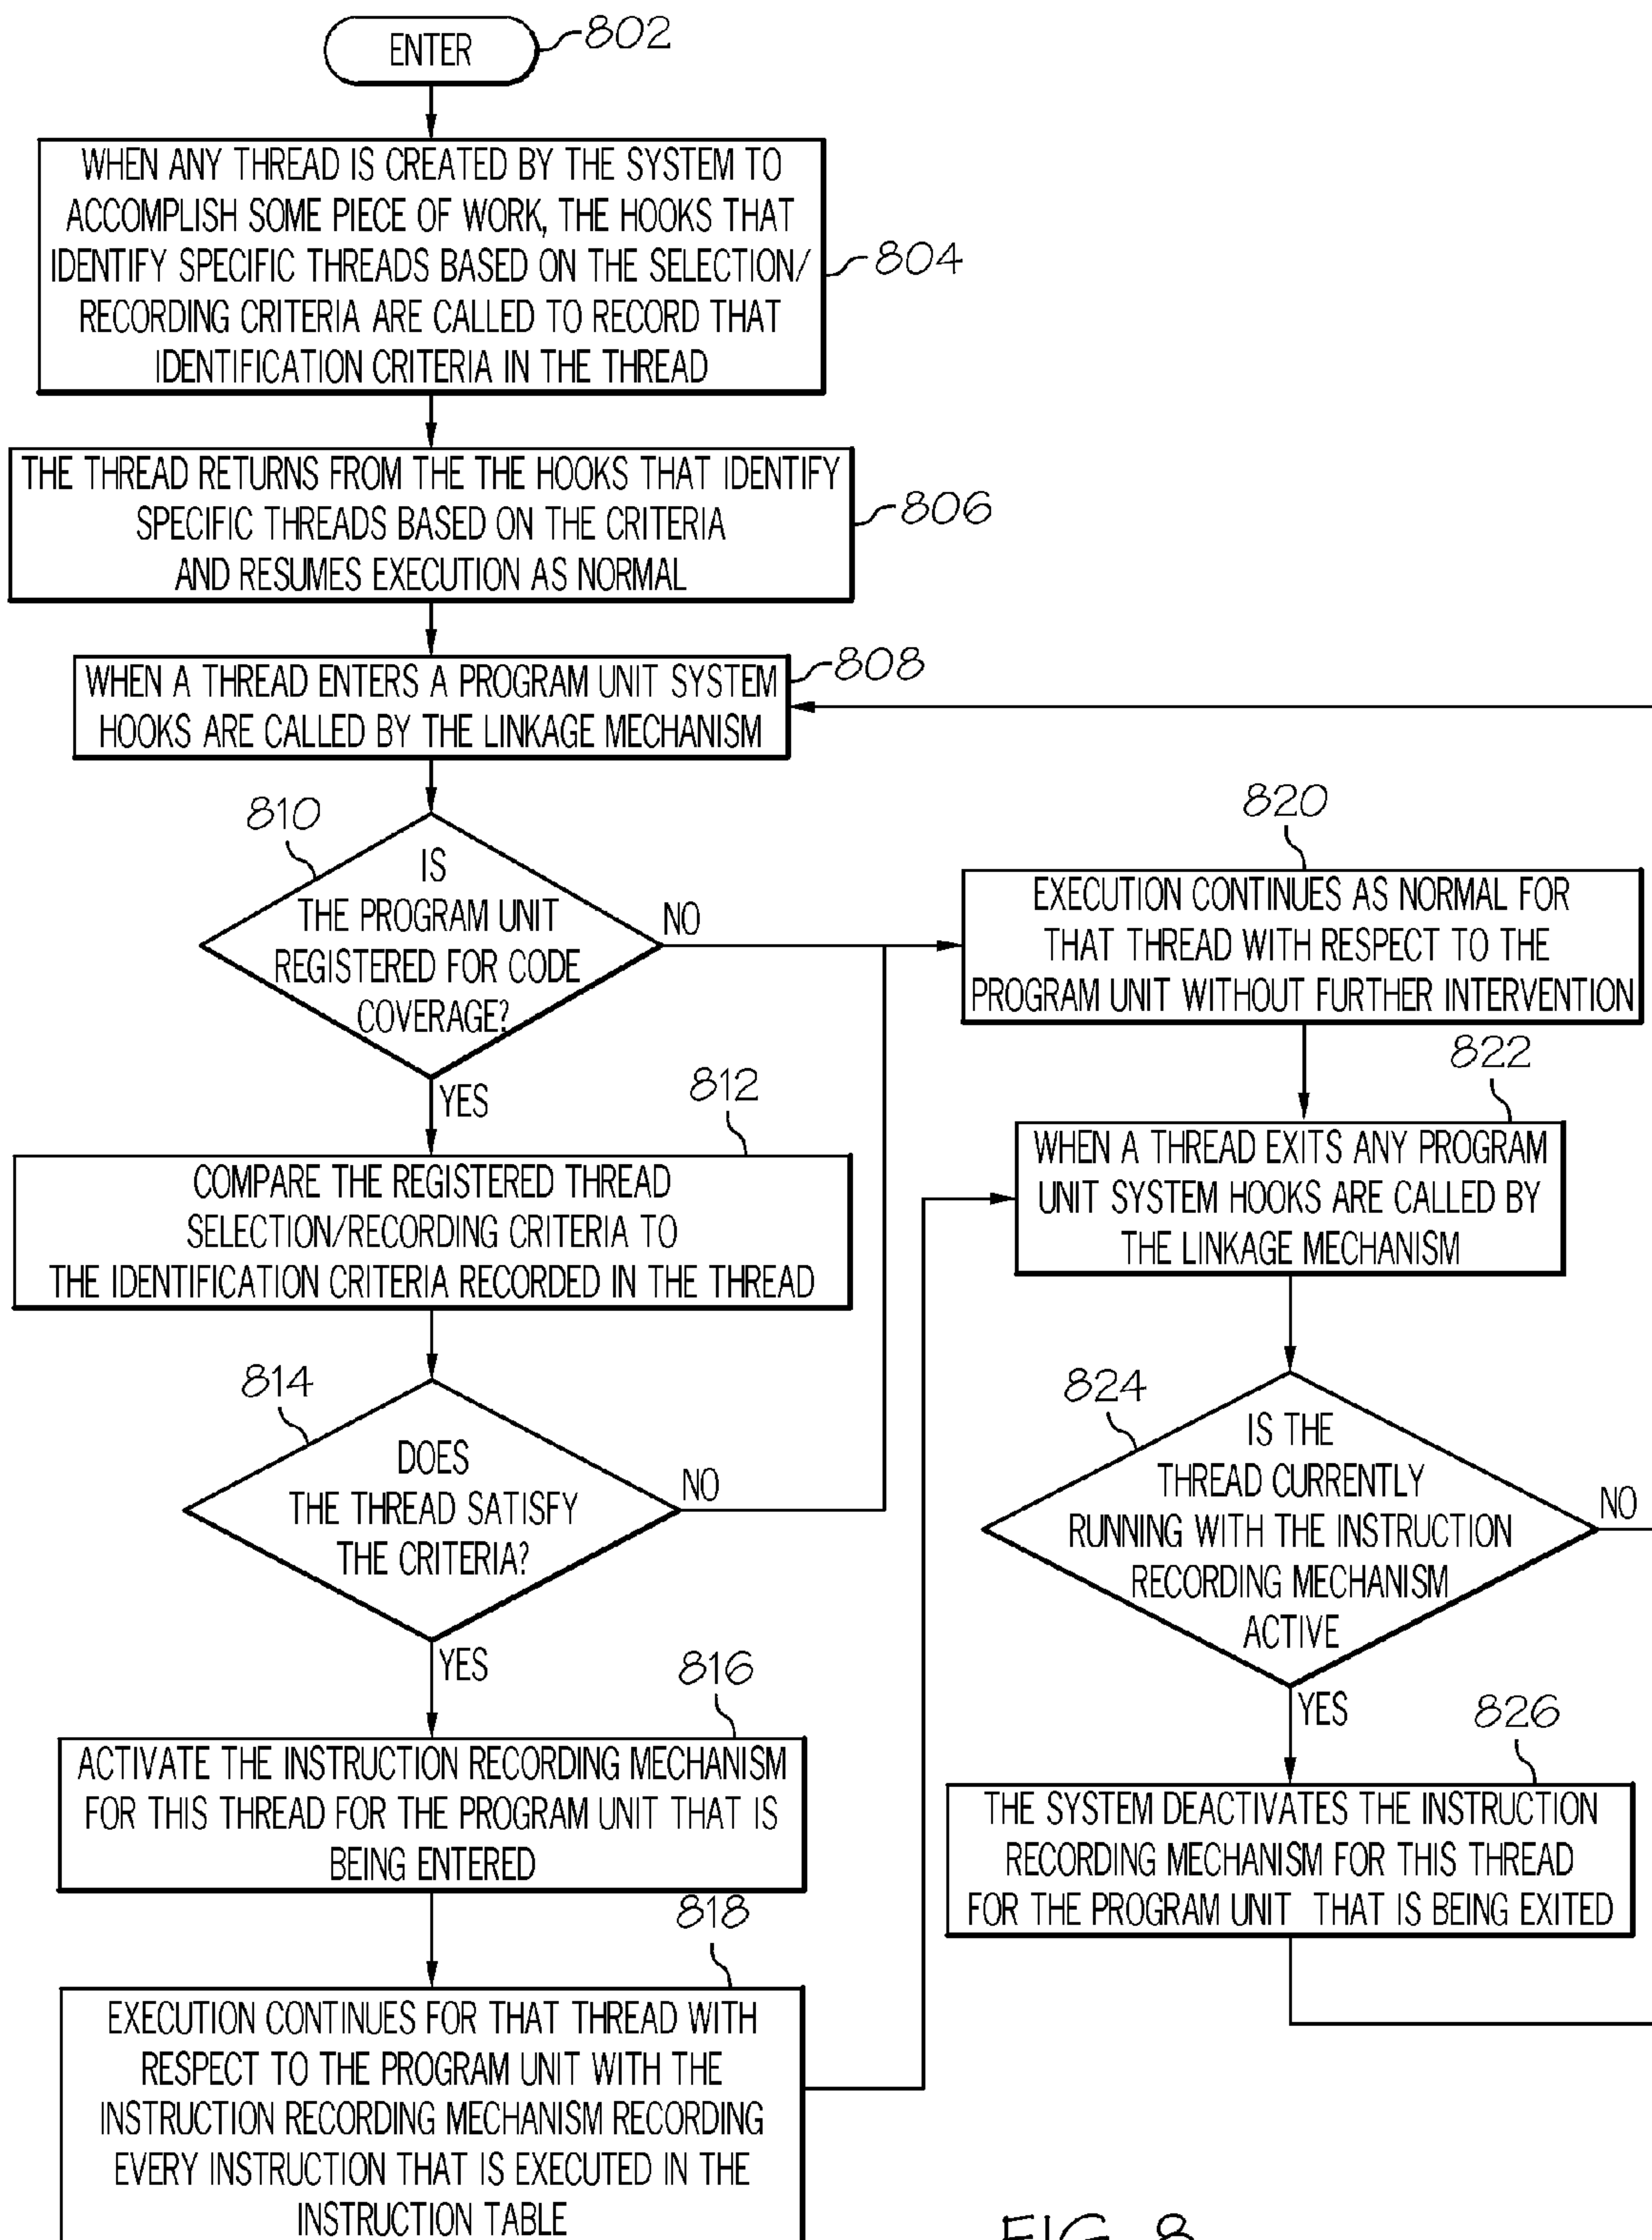 ENTER
802
WHEN ANY THREAD IS CREATED BY THE SYSTEM TO
ACCOMPLISH SOME PIECE OF WORK, THE HOOKS THAT
IDENTIFY SPECIFIC THREADS BASED ON THE SELECTION/
RECORDING CRITERIA ARE CALLED TO RECORD THAT
IDENTIFICATION CRITERIA IN THE THREAD
804
THE THREAD RETURNS FROM THE THE HOOKS THAT IDENTIFY
SPECIFIC THREADS BASED ON THE CRITERIA
AND RESUMES EXECUTION AS NORMAL
806
WHEN A THREAD ENTERS A PROGRAM UNIT SYSTEM
HOOKS ARE CALLED BY THE LINKAGE MECHANISM
808
810
IS
THE PROGRAM UNIT
REGISTERED FOR CODE
COVERAGE?
NO
YES
812
COMPARE THE REGISTERED THREAD
SELECTION/RECORDING CRITERIA TO
THE IDENTIFICATION CRITERIA RECORDED IN THE THREAD
814
DOES
THE THREAD SATISFY
THE CRITERIA?
NO
YES
816
ACTIVATE THE INSTRUCTION RECORDING MECHANISM
FOR THIS THREAD FOR THE PROGRAM UNIT THAT IS
BEING ENTERED
818
EXECUTION CONTINUES FOR THAT THREAD WITH
RESPECT TO THE PROGRAM UNIT WITH THE
INSTRUCTION RECORDING MECHANISM RECORDING
EVERY INSTRUCTION THAT IS EXECUTED IN THE
INSTRUCTION TABLE
820
EXECUTION CONTINUES AS NORMAL FOR
THAT THREAD WITH RESPECT TO THE
PROGRAM UNIT WITHOUT FURTHER INTERVENTION
822
WHEN A THREAD EXITS ANY PROGRAM
UNIT SYSTEM HOOKS ARE CALLED BY
THE LINKAGE MECHANISM
824
IS THE
THREAD CURRENTLY
RUNNING WITH THE INSTRUCTION
RECORDING MECHANISM
ACTIVE
NO
YES
826
THE SYSTEM DEACTIVATES THE INSTRUCTION
RECORDING MECHANISM FOR THIS THREAD
FOR THE PROGRAM UNIT THAT IS BEING EXITED
FIG. 8